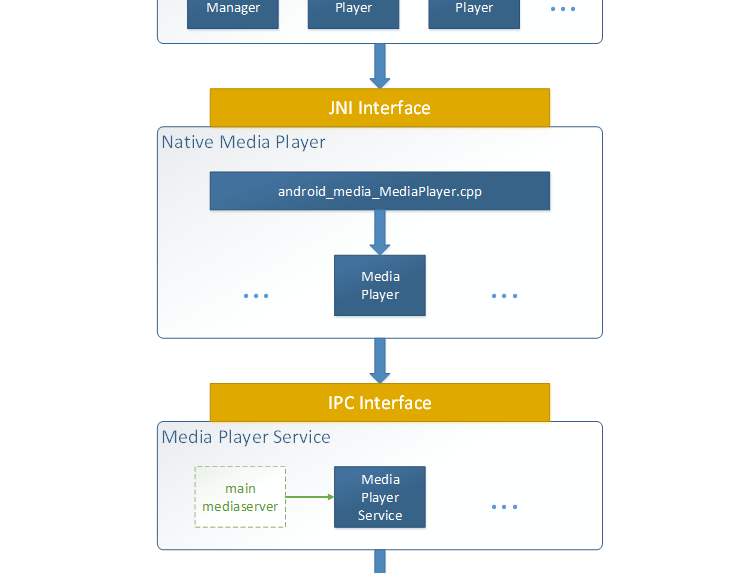 Manager
Player
Player
...
JNI Interface
Native Media Player
android_media_MediaPlayer.cpp
...
Media
Player
...
IPC Interface
Media Player Service
main
mediaserver
Media
Player
Service
...